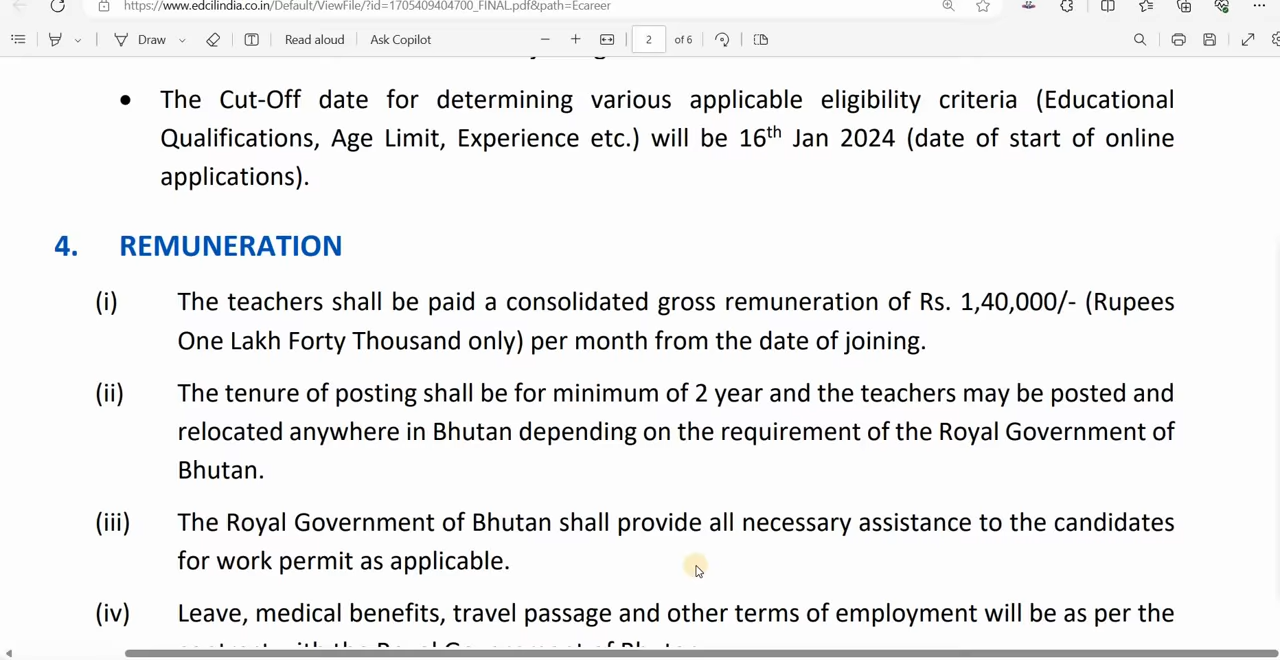 https://www.edcilindia.co.in/Default/ViewFile/?id=1705409404700_FINAL.pdf&path=Ecareer
Draw
Read aloud
Ask Copilot
2 of 6
• The Cut-Off date for determining various applicable eligibility criteria (Educational
Qualifications, Age Limit, Experience etc.) will be 16th Jan 2024 (date of start of online
applications).
4. REMUNERATION
(i) The teachers shall be paid a consolidated gross remuneration of Rs. 1,40,000/- (Rupees
One Lakh Forty Thousand only) per month from the date of joining.
(ii) The tenure of posting shall be for minimum of 2 year and the teachers may be posted and
relocated anywhere in Bhutan depending on the requirement of the Royal Government of
Bhutan.
(iii) The Royal Government of Bhutan shall provide all necessary assistance to the candidates
for work permit as applicable.
(iv) Leave, medical benefits, travel passage and other terms of employment will be as per the
contract with the Royal Government of Bhutan